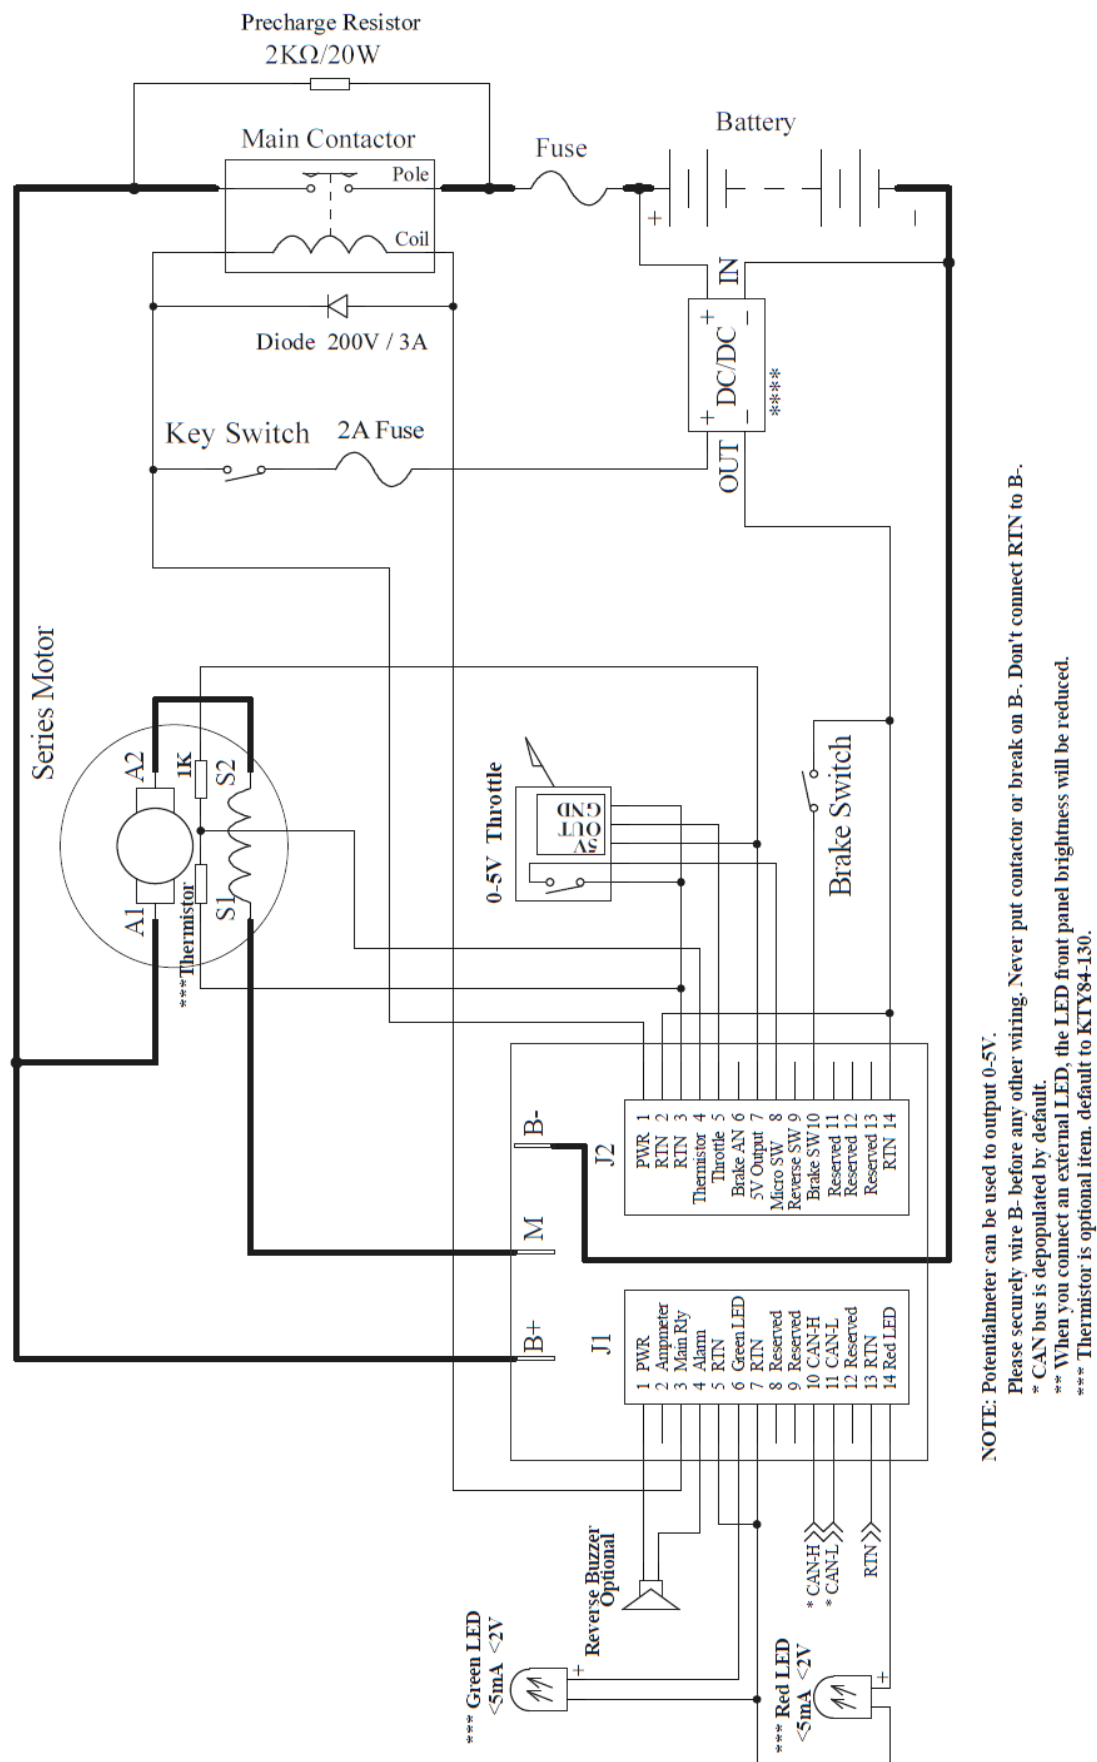 Precharge Resistor
2KΩ/20W
Main Contactor
Pole
Coil
Fuse
Battery
+
−
Diode 200V / 3A
IN
+ −
DC/DC
****
+ −
OUT
Key Switch
2A Fuse
Series Motor
A2
1K
S2
A1
***Thermistor
S1
0-5V Throttle
GND
OUT
5V
Brake Switch
B-
M
B+
J2
PWR 1
RTN 2
RTN 3
Thermistor 4
Throttle 5
Brake AN 6
5V Output 7
Micro SW 8
Reverse SW 9
Brake SW10
Reserved 11
Reserved 12
Reserved 13
RTN 14
J1
1 PWR
2 Ampmeter
3 Main Rly
4 Alarm
5 RTN
6 Green LED
7 RTN
8 Reserved
9 Reserved
10 CAN-H
11 CAN-L
12 Reserved
13 RTN
14 Red LED
Reverse Buzzer
Optional
* CAN-H
* CAN-L
RTN
*** Green LED
<5mA <2V
+
*** Red LED
<5mA <2V
+
NOTE: Potentialmeter can be used to output 0-5V.
Please securely wire B- before any other wiring. Never put contactor or break on B-. Don't connect RTN to B-.
* CAN bus is depopulated by default.
** When you connect an external LED, the LED front panel brightness will be reduced.
*** Thermistor is optional item. default to KTY84-130.